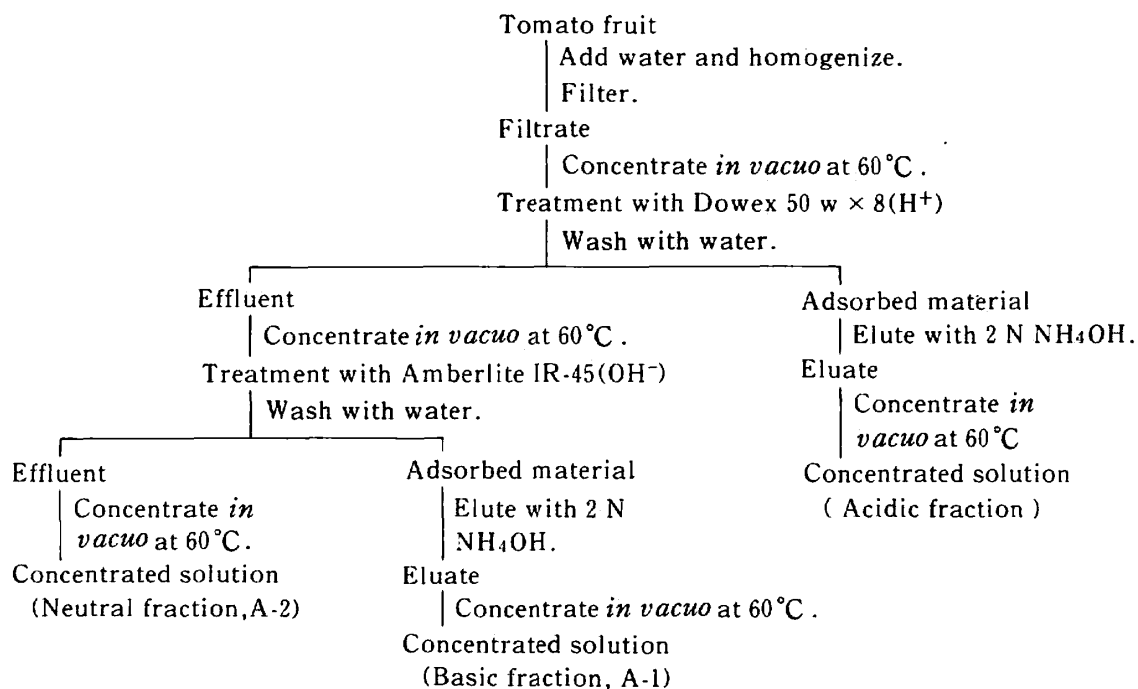 Tomato fruit
Add water and homogenize.
Filter.
Filtrate
Concentrate in vacuo at 60°C .
Treatment with Dowex 50 w × 8(H⁺)
Wash with water.
Effluent
Concentrate in vacuo at 60°C .
Treatment with Amberlite IR-45(OH⁻)
Wash with water.
Adsorbed material
Elute with 2 N NH₄OH.
Eluate
Concentrate in
vacuo at 60°C
Concentrated solution
( Acidic fraction )
Effluent
Concentrate in
vacuo at 60°C.
Concentrated solution
(Neutral fraction,A-2)
Adsorbed material
Elute with 2 N
NH₄OH.
Eluate
Concentrate in vacuo at 60°C .
Concentrated solution
(Basic fraction, A-1)